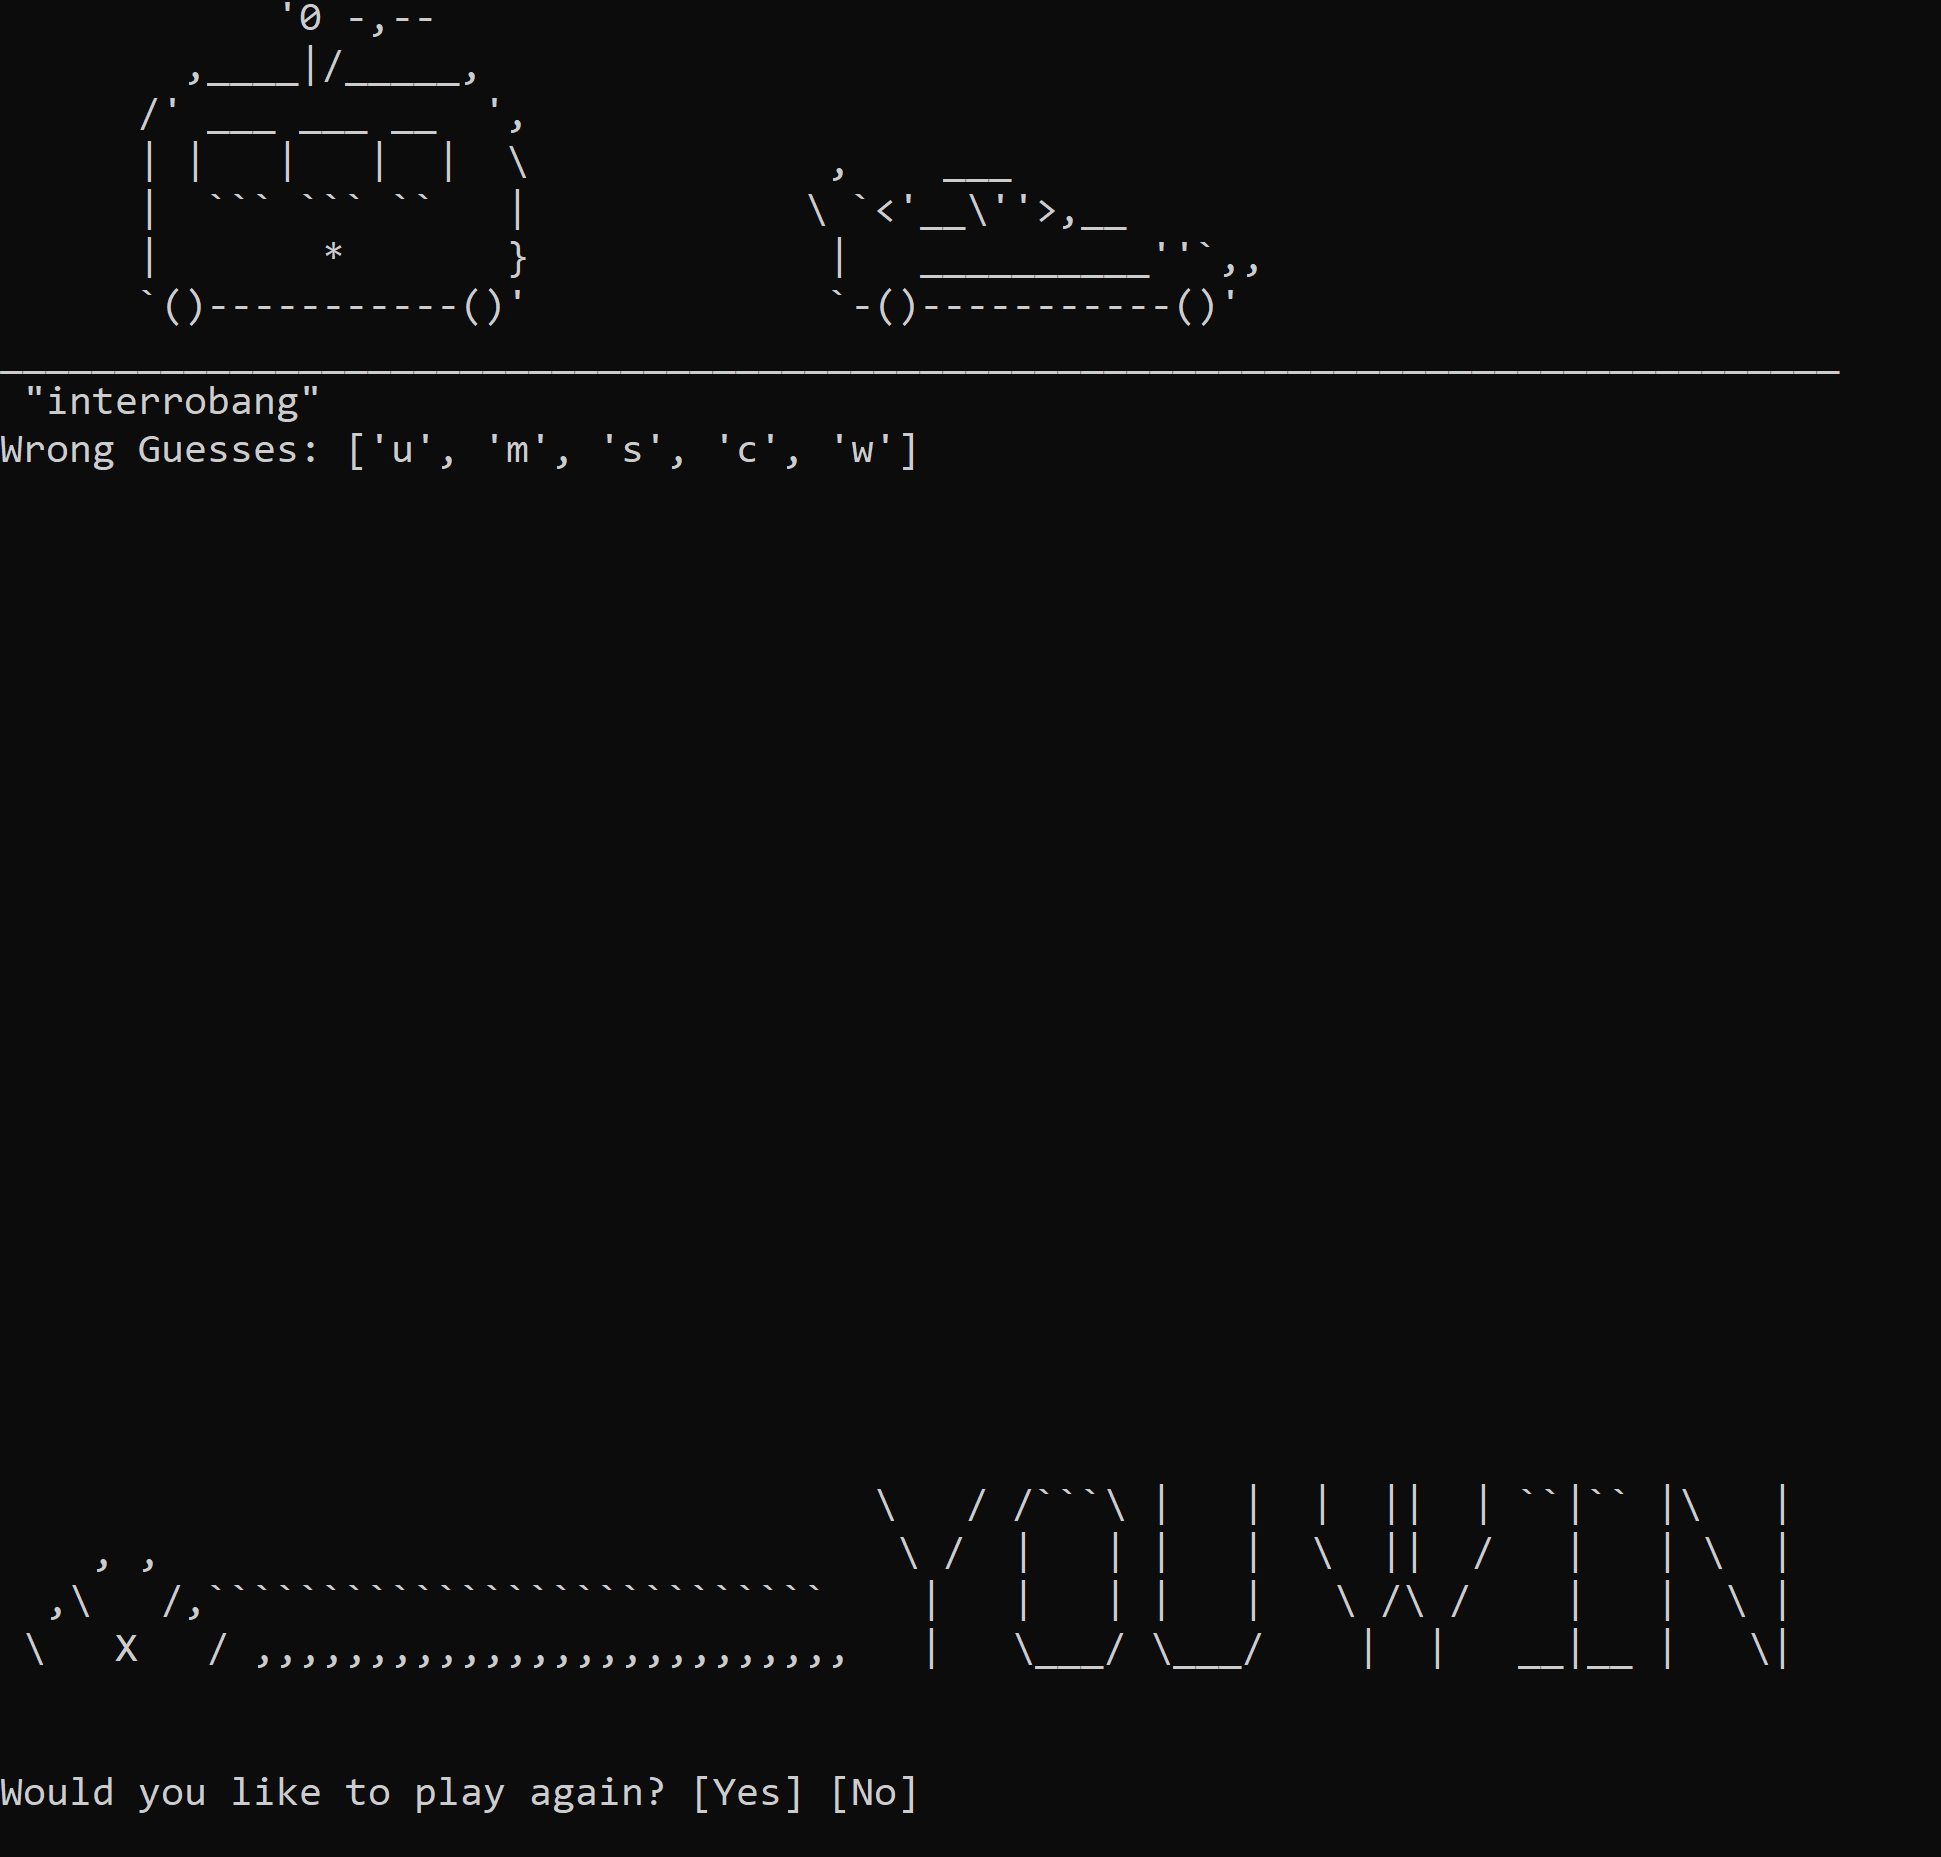 "interrobang"
Wrong Guesses: ['u', 'm', 's', 'c', 'w']
YOU WIN
Would you like to play again? [Yes] [No]